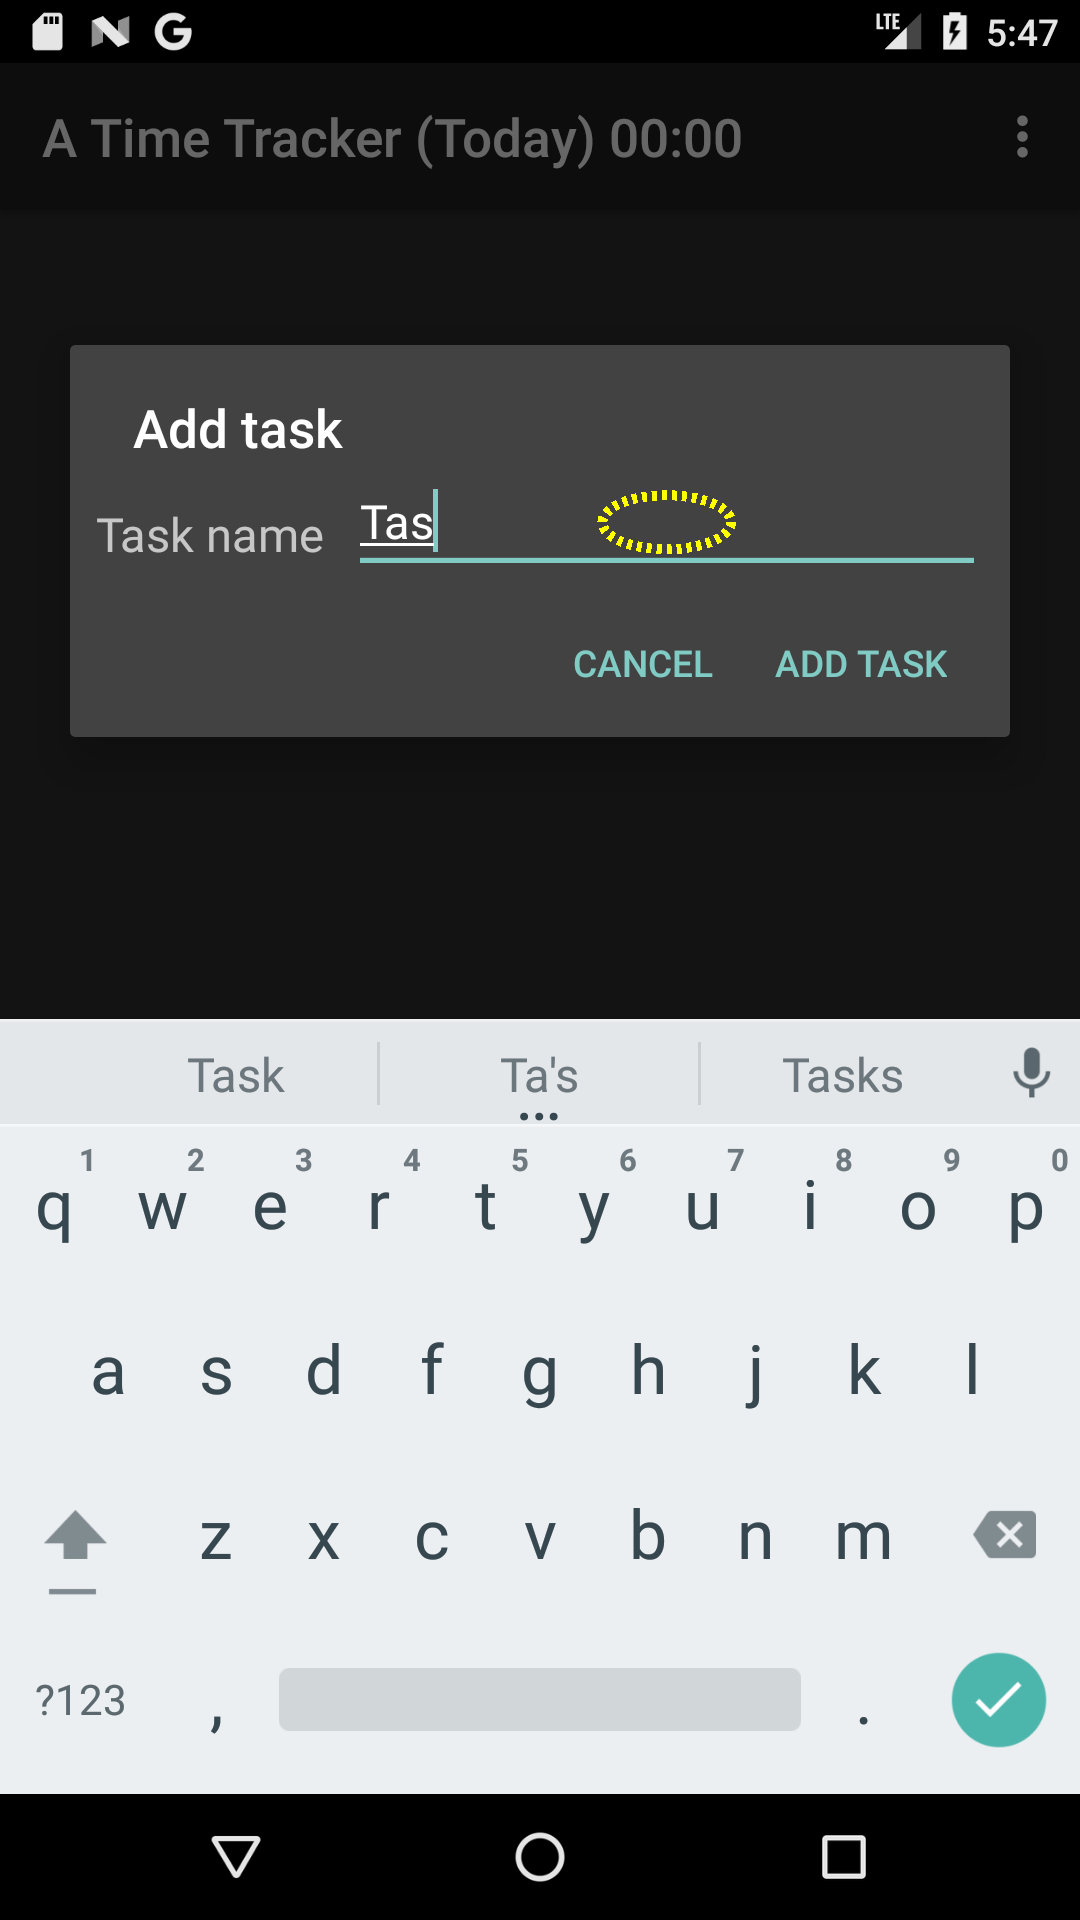 LTE 5:47
A Time Tracker (Today) 00:00
Add task
Task name Tas
CANCEL ADD TASK
Task Ta's Tasks
1 2 3 4 5 6 7 8 9 0
q w e r t y u i o p
a s d f g h j k l
z x c v b n m
?123 , .